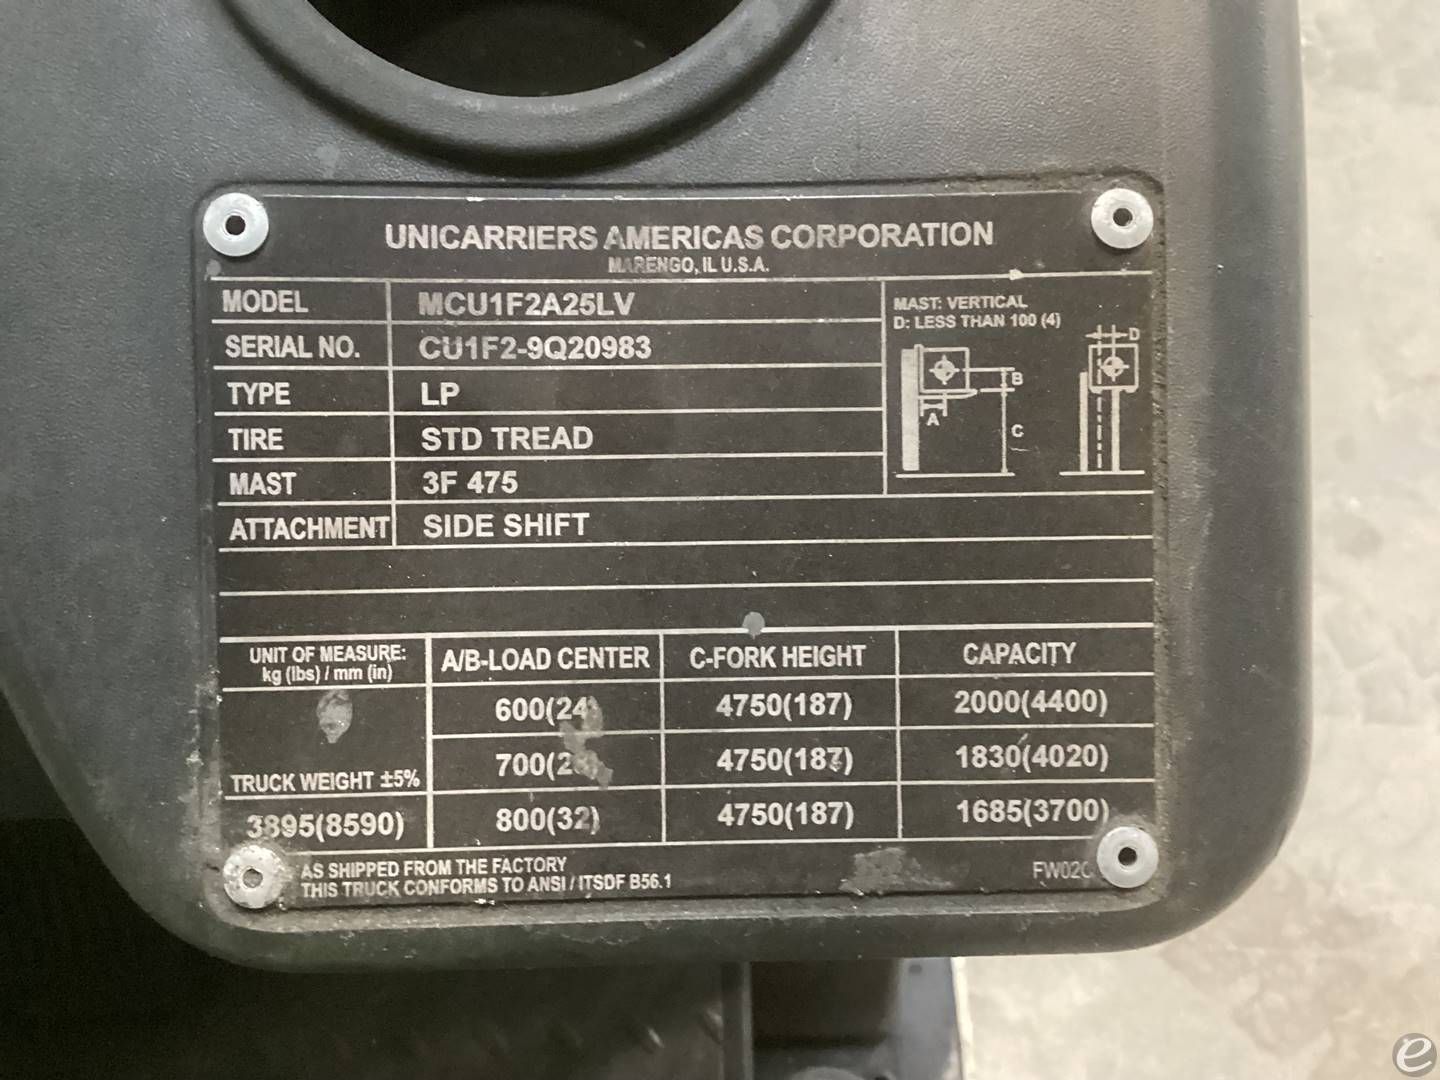 UNICARRIERS AMERICAS CORPORATION
MARENGO, IL U.S.A.
MODEL MCU1F2A25LV
SERIAL NO. CU1F2-9Q20983
TYPE LP
TIRE STD TREAD
MAST 3F 475
ATTACHMENT SIDE SHIFT
MAST: VERTICAL
D: LESS THAN 100 (4)
D
B
A
C
UNIT OF MEASURE:
kg (lbs) / mm (in)
A/B-LOAD CENTER C-FORK HEIGHT CAPACITY
600(24) 4750(187) 2000(4400)
4750(187) 1830(4020)
TRUCK WEIGHT ±5%
3895(8590) 800(32) 4750(187) 1685(3700)
AS SHIPPED FROM THE FACTORY
THIS TRUCK CONFORMS TO ANSI / ITSDF B56.1
e